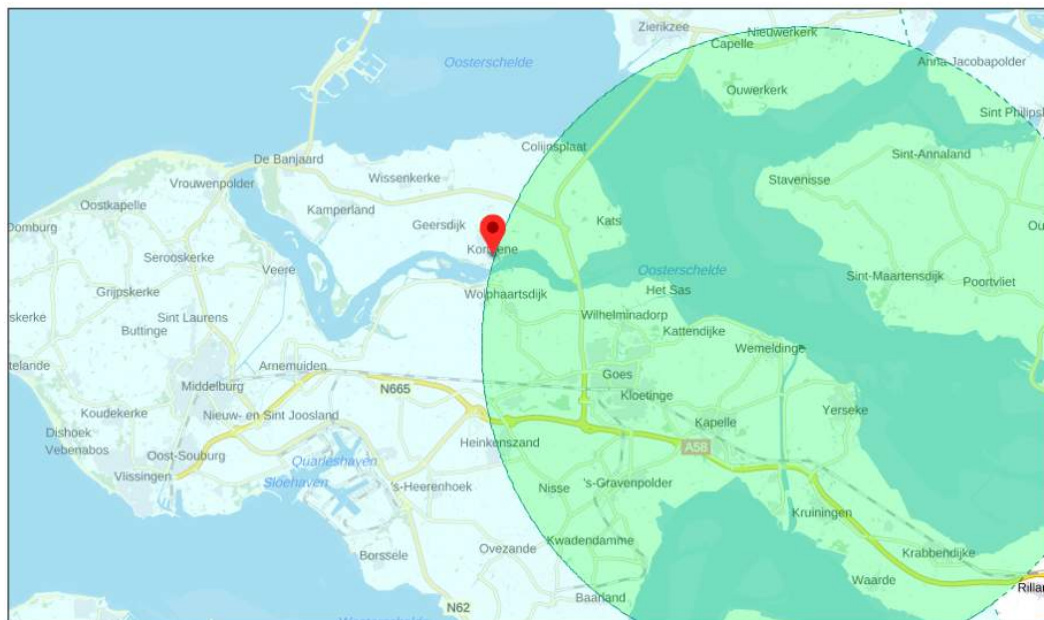 Zierikzee
Nieuwerkerk
Capelle
Oosterschelde
Anna Jacobapolder
Ouwerkerk
Colijnsplaat
De Banjaard
Sint-Annaland
Wissenkerke
Stavenisse
Vrouwenpolder
Oostkapelle
Kamperland
Geersdijk
Kats
Domburg
Serooskerke
Veere
Oosterschelde
Sint-Maartensdijk
Poortvliet
Grijpskerke
Wolphaartsdijk
Het Sas
Sint Laurens
Wilhelminadorp
Buttinge
Kattendijke
Wemeldinge
Arnemuiden
Goes
Middelburg
N665
Kloetinge
Koudekerke
Nieuw- en Sint Joosland
Kapelle
Yerseke
Dishoek
Heinkenszand
A58
Vebenabos
Oost-Souburg
Quarleshaven
Vlissingen
Sloehaven
's-Heerenhoek
Nisse
's-Gravenpolder
Kruiningen
Kwadendamme
Borssele
Ovezande
Krabbendijke
Waarde
Baarland
N62